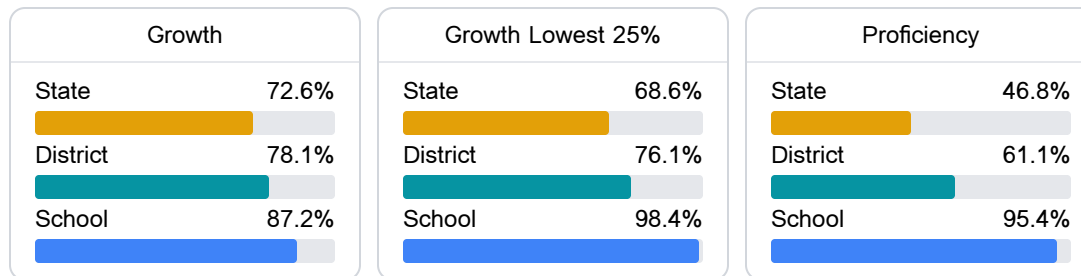 Growth
State 72.6%
District 78.1%
School 87.2%
Growth Lowest 25%
State 68.6%
District 76.1%
School 98.4%
Proficiency
State 46.8%
District 61.1%
School 95.4%